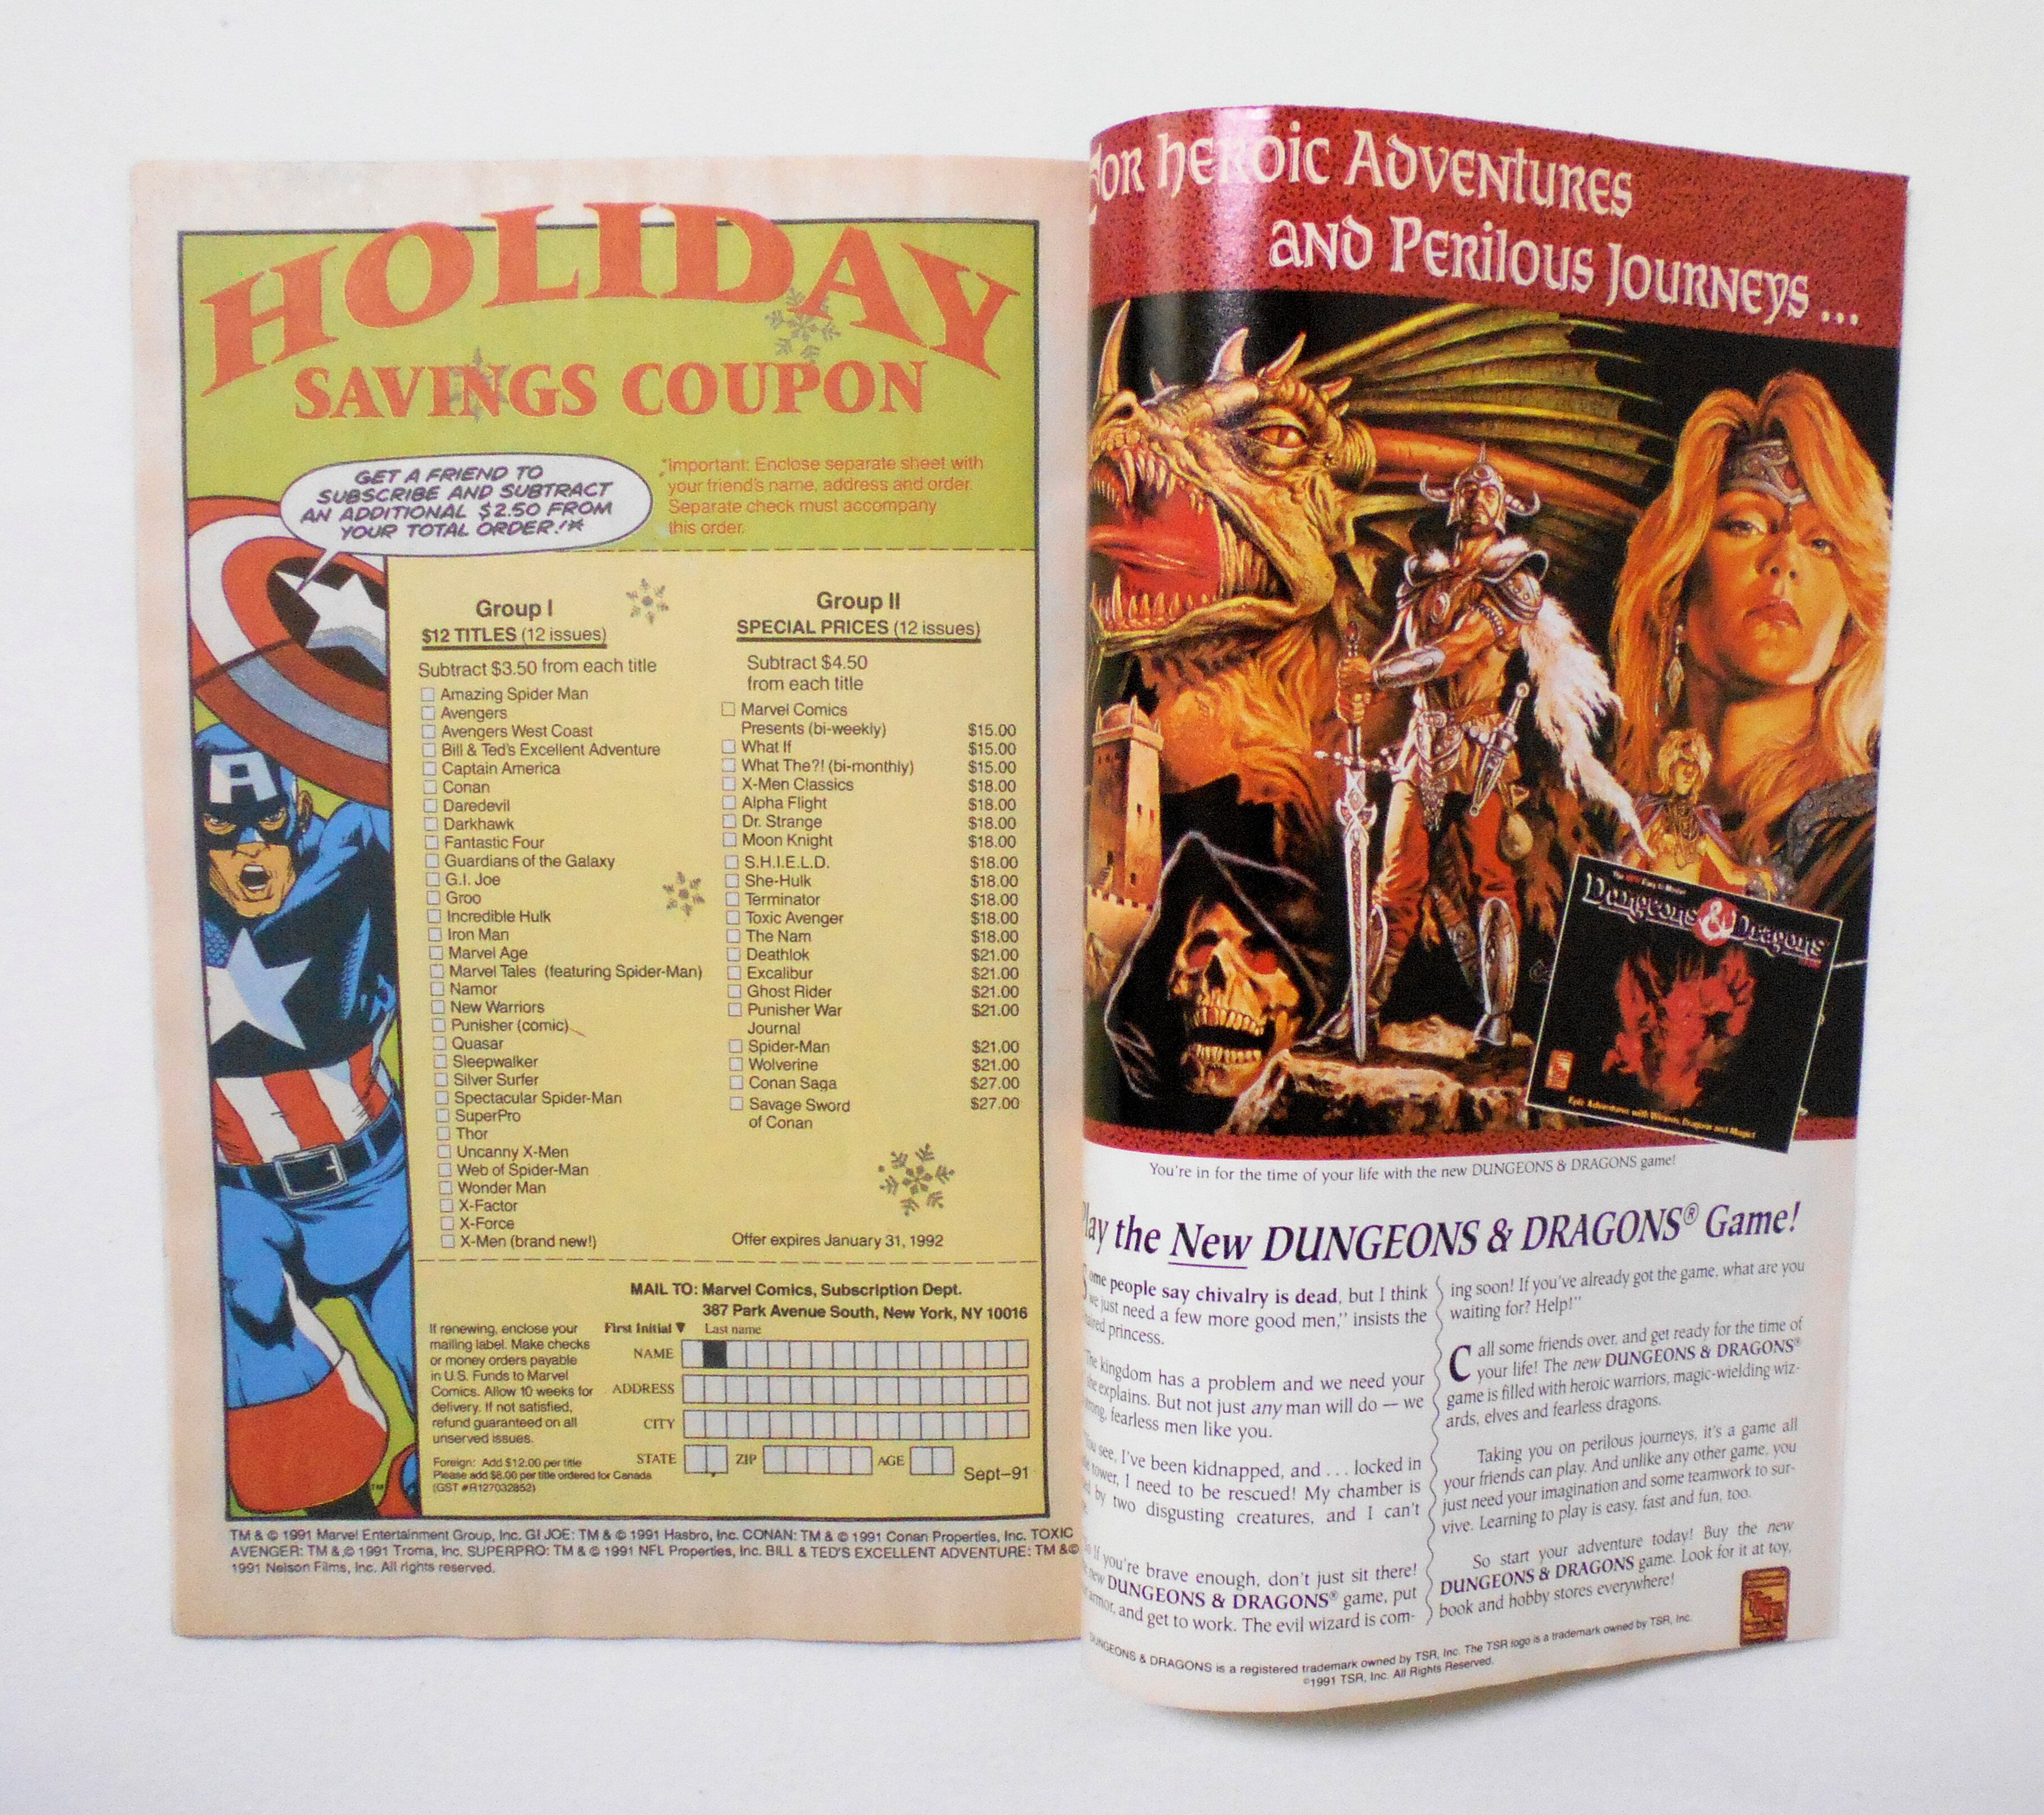 HOLIDAY
SAVINGS COUPON
GET A FRIEND TO
SUBSCRIBE AND SUBTRACT
AN ADDITIONAL $2.50 FROM
YOUR TOTAL ORDER!*
*Important: Enclose separate sheet with
your friend's name, address and order.
Separate check must accompany
this order.
A
Group I
$12 TITLES (12 issues)
Subtract $3.50 from each title
Amazing Spider Man
Avengers
Avengers West Coast
Bill & Ted's Excellent Adventure
Captain America
Conan
Daredevil
Darkhawk
Fantastic Four
Guardians of the Galaxy
G.I. Joe
Groo
Incredible Hulk
Iron Man
Marvel Age
Marvel Tales (featuring Spider-Man)
Namor
New Warriors
Punisher (comic)
Quasar
Sleepwalker
Silver Surfer
Spectacular Spider-Man
SuperPro
Thor
Uncanny X-Men
Web of Spider-Man
Wonder Man
X-Factor
X-Force
X-Men (brand new!)
Group II
SPECIAL PRICES (12 issues)
Subtract $4.50
from each title
Marvel Comics
Presents (bi-weekly) $15.00
What If $15.00
What The?! (bi-monthly) $15.00
X-Men Classics $18.00
Alpha Flight $18.00
Dr. Strange $18.00
Moon Knight $18.00
S.H.I.E.L.D. $18.00
She-Hulk $18.00
Terminator $18.00
Toxic Avenger $18.00
The Nam $18.00
Deathlok $21.00
Excalibur $21.00
Ghost Rider $21.00
Punisher War $21.00
Journal
Spider-Man $21.00
Wolverine $21.00
Conan Saga $27.00
Savage Sword $27.00
of Conan
Offer expires January 31, 1992
MAIL TO: Marvel Comics, Subscription Dept.
387 Park Avenue South, New York, NY 10016
If renewing, enclose your
mailing label. Make checks
or money orders payable
in U.S. Funds to Marvel
Comics. Allow 10 weeks for
delivery. If not satisfied,
refund guaranteed on all
unserved issues.
Foreign: Add $12.00 per title
Please add $8.00 per title ordered for Canada
(GST #R127032852)
First Initial ▼ Last name
NAME
ADDRESS
CITY
STATE ZIP AGE
Sept–91
TM
TM & © 1991 Marvel Entertainment Group, Inc. GI JOE: TM & © 1991 Hasbro, Inc. CONAN: TM & © 1991 Conan Properties, Inc. TOXIC
AVENGER: TM & © 1991 Troma, Inc. SUPERPRO: TM & © 1991 NFL Properties, Inc. BILL & TED'S EXCELLENT ADVENTURE: TM &©
1991 Nelson Films, Inc. All rights reserved.
For heroic Adventures
and Perilous Journeys ...
Dungeons & Dragons
Epic Adventures with Wizards, Dragons and Magic!
You're in for the time of your life with the new DUNGEONS & DRAGONS game!
Play the New DUNGEONS & DRAGONS® Game!
Some people say chivalry is dead, but I think
we just need a few more good men," insists the
princess.
The kingdom has a problem and we need your
explains. But not just any man will do — we
fearless men like you.
see, I've been kidnapped, and ... locked in
tower, I need to be rescued! My chamber is
by two disgusting creatures, and I can't
If you're brave enough, don't just sit there!
new DUNGEONS & DRAGONS® game, put
armor, and get to work. The evil wizard is com-
ing soon! If you've already got the game, what are you
waiting for? Help!"
Call some friends over, and get ready for the time of
your life! The new DUNGEONS & DRAGONS®
game is filled with heroic warriors, magic-wielding wiz-
ards, elves and fearless dragons.
Taking you on perilous journeys, it's a game all
your friends can play. And unlike any other game, you
just need your imagination and some teamwork to sur-
vive. Learning to play is easy, fast and fun, too.
So start your adventure today! Buy the new
DUNGEONS & DRAGONS game. Look for it at toy,
book and hobby stores everywhere!
DUNGEONS & DRAGONS is a registered trademark owned by TSR, Inc. The TSR logo is a trademark owned by TSR, Inc.
©1991 TSR, Inc. All Rights Reserved.